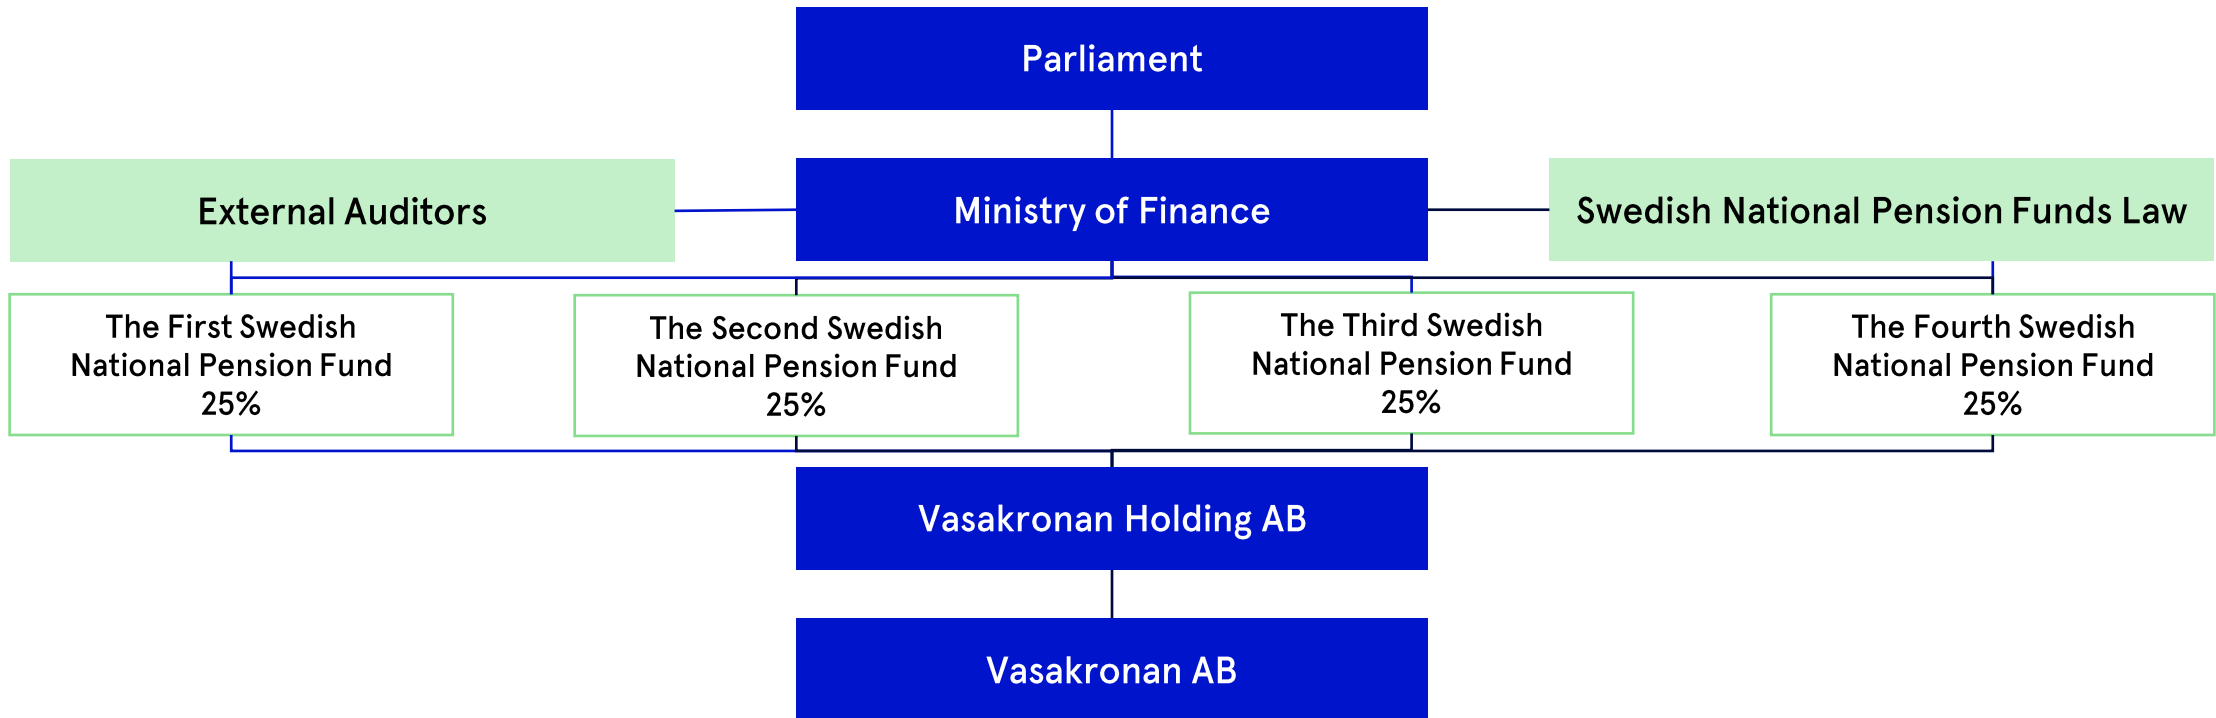 Parliament
External Auditors
Ministry of Finance
Swedish National Pension Funds Law
The First Swedish
National Pension Fund
25%
The Second Swedish
National Pension Fund
25%
The Third Swedish
National Pension Fund
25%
The Fourth Swedish
National Pension Fund
25%
Vasakronan Holding AB
Vasakronan AB